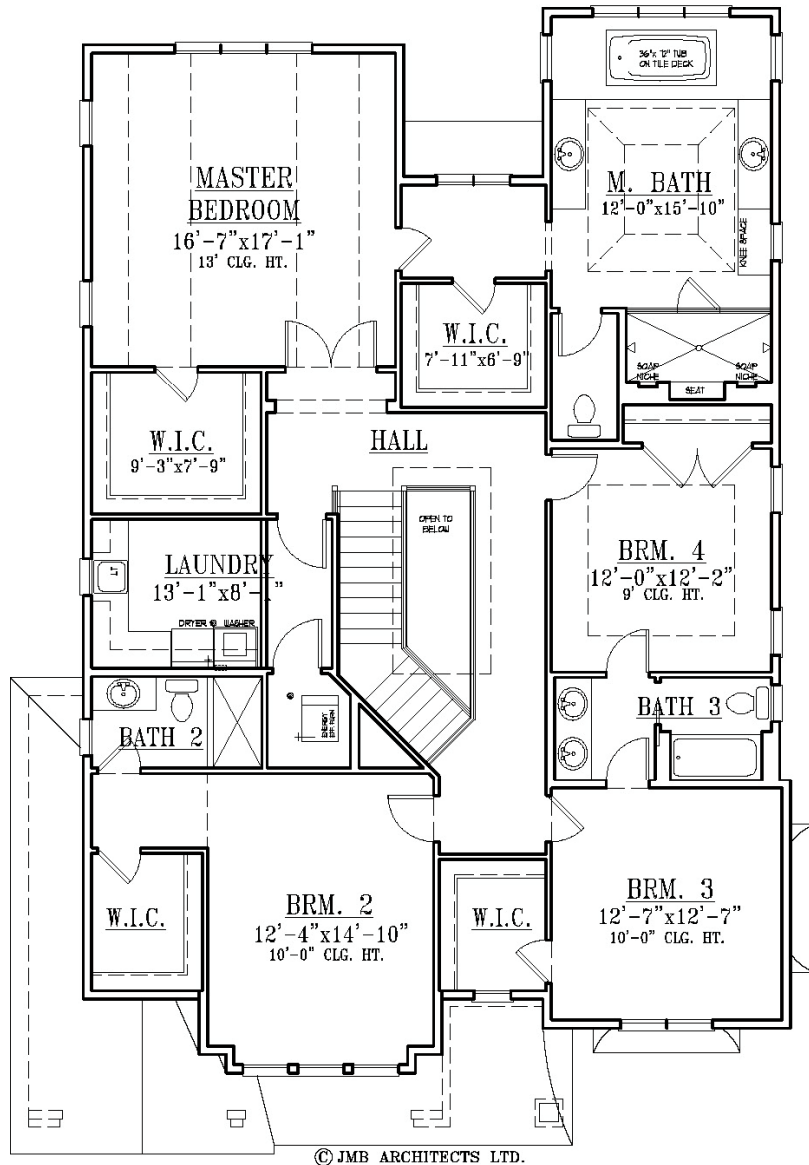 36"x 72" TUB
ON TILE DECK
MASTER
BEDROOM
16'-7"x17'-1"
13' CLG. HT.
M. BATH
12'-0"x15'-10"
KNEE SPACE
W.I.C.
7'-11"x6'-9"
SOAP
NICHE
SOAP
NICHE
SEAT
W.I.C.
9'-3"x7'-9"
HALL
OPEN TO
BELOW
BRM. 4
12'-0"x12'-2"
9' CLG. HT.
LT
LAUNDRY
13'-1"x8'-1"
DRYER @ WASHER
ENERGY
EFF. FURN
BATH 2
BATH 3
W.I.C.
BRM. 2
12'-4"x14'-10"
10'-0" CLG. HT.
W.I.C.
BRM. 3
12'-7"x12'-7"
10'-0" CLG. HT.
© JMB ARCHITECTS LTD.